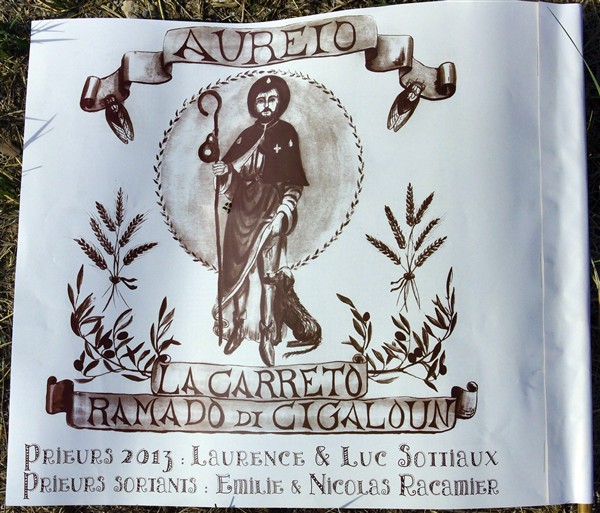 AUREIO
LA CARRETO
RAMADO DI CIGALOUN
PRIEURS 2013 : LAURENCE & LUC SOTTIAUX
PRIEURS SORTANTS : EMILIE & NICOLAS RACAMIER